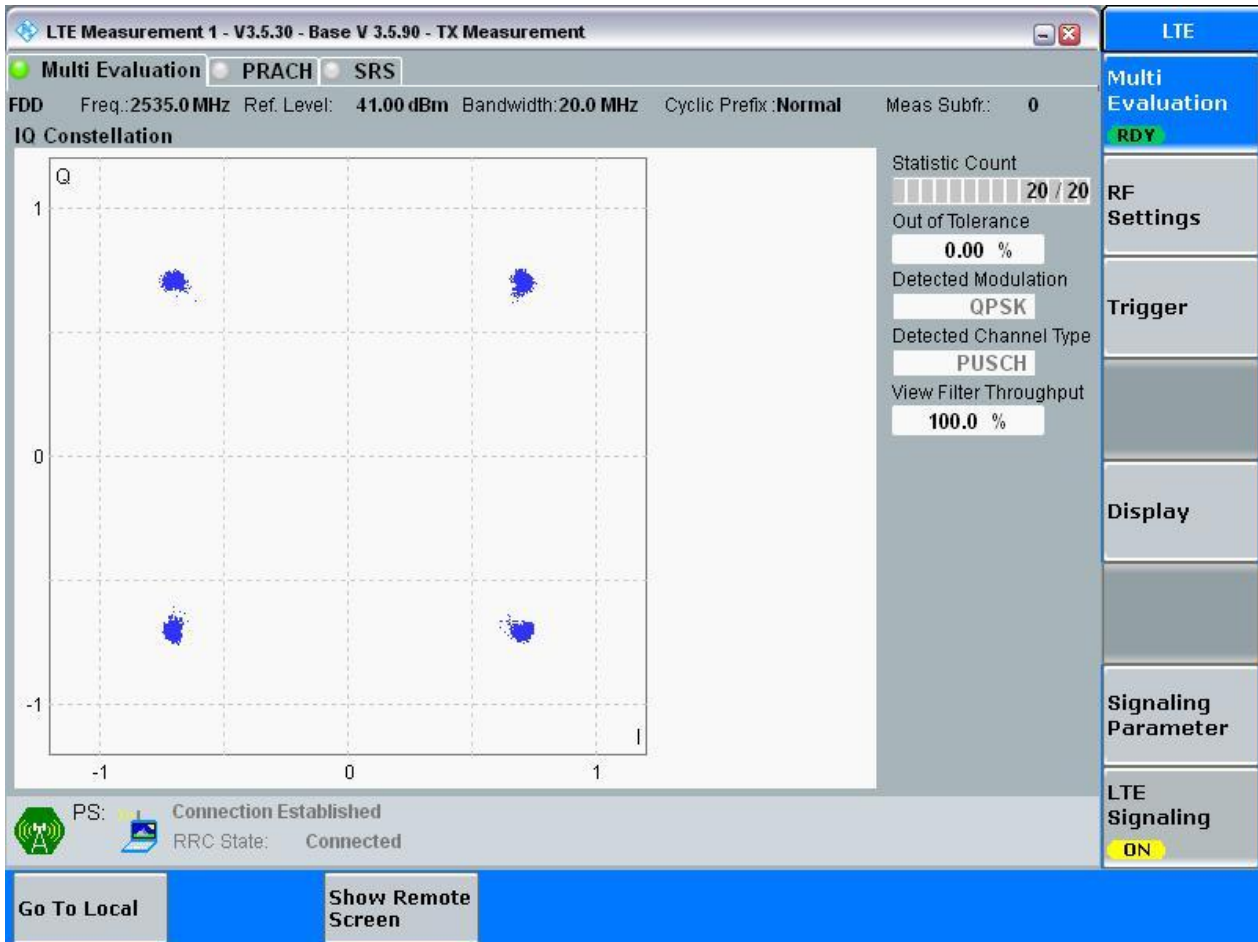 LTE Measurement 1 - V3.5.30 - Base V 3.5.90 - TX Measurement
LTE
Multi Evaluation PRACH SRS
FDD Freq.:2535.0 MHz Ref. Level: 41.00 dBm Bandwidth:20.0 MHz Cyclic Prefix :Normal Meas Subfr.: 0
IQ Constellation
Q
1
0
-1
-1 0 1
I
Statistic Count
20 / 20
Out of Tolerance
0.00 %
Detected Modulation
QPSK
Detected Channel Type
PUSCH
View Filter Throughput
100.0 %
Multi
Evaluation
RDY
RF
Settings
Trigger
Display
Signaling
Parameter
LTE
Signaling
ON
PS: Connection Established
RRC State: Connected
Go To Local
Show Remote
Screen